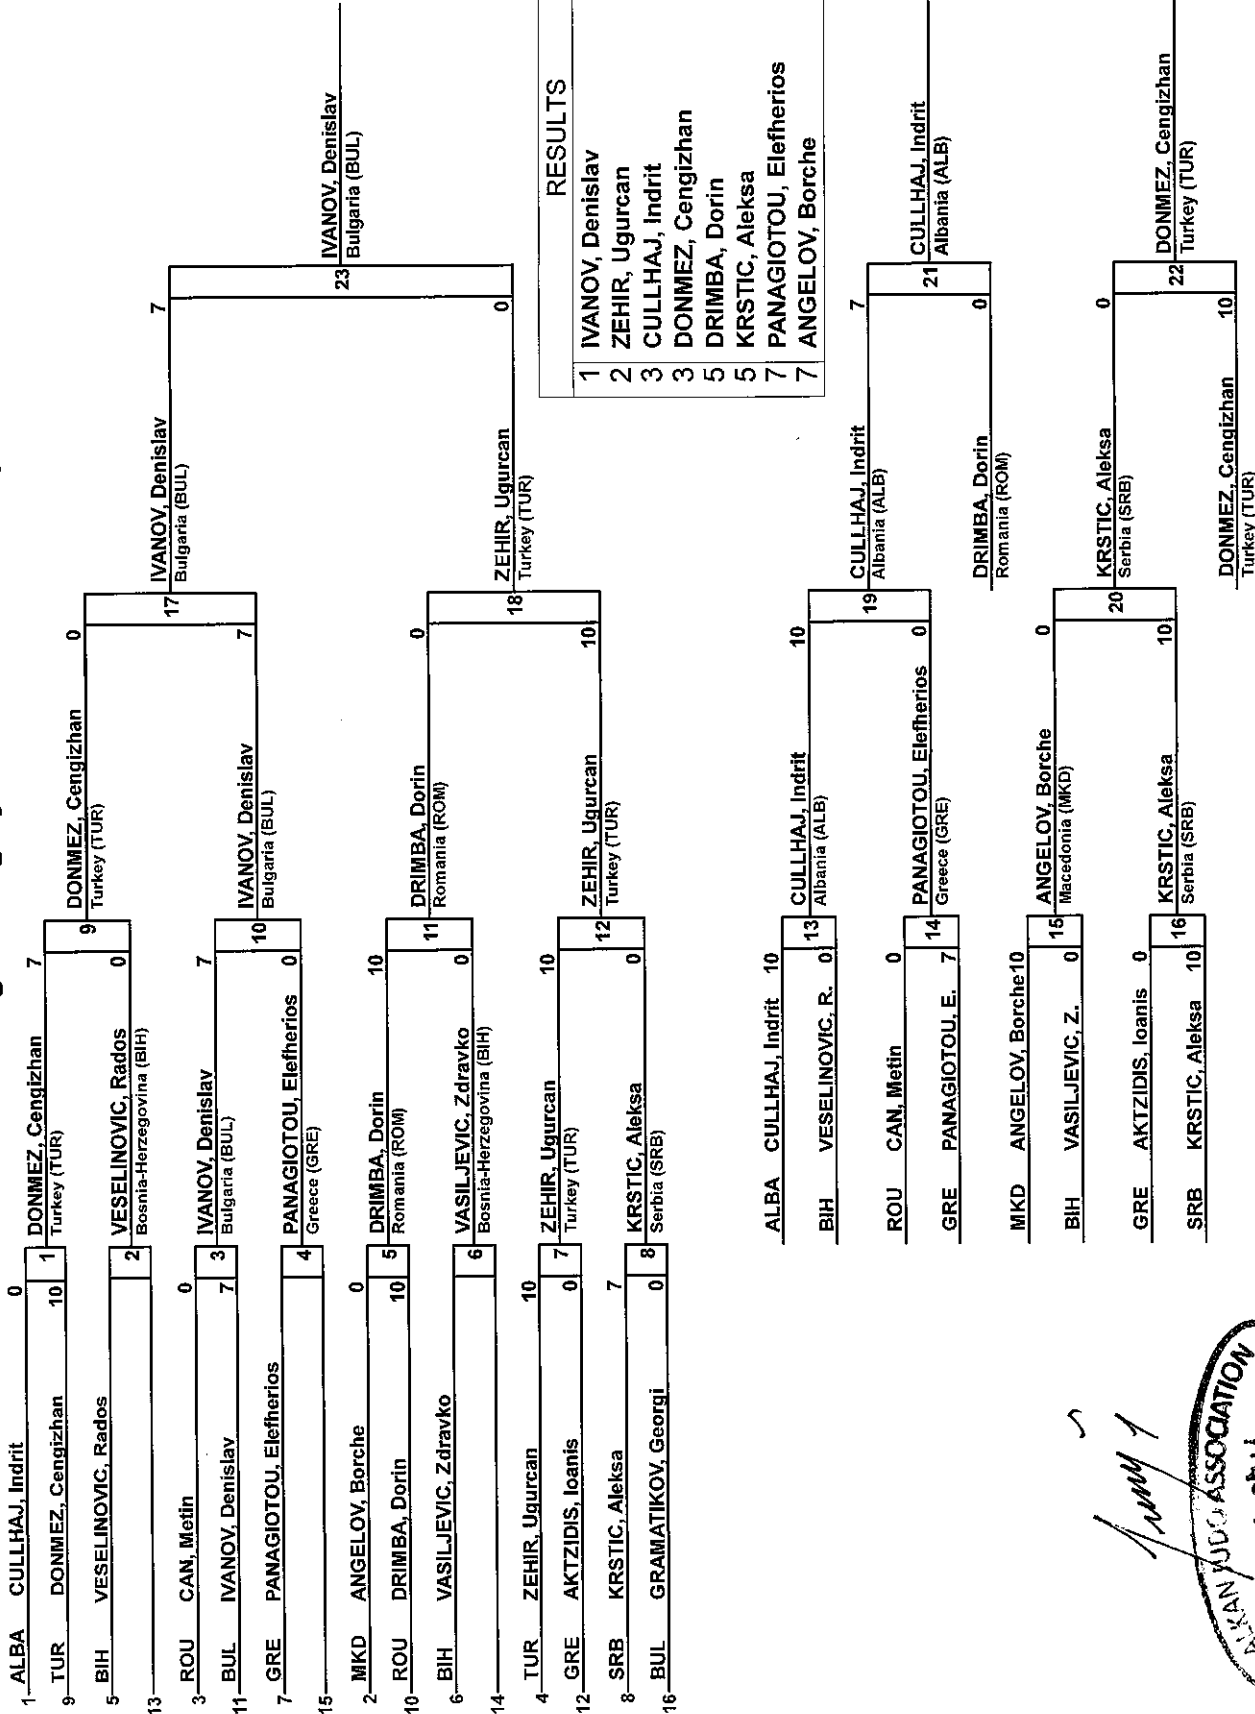 1 ALBA CULLHAJ, Indrit 0
9 TUR DONMEZ, Cengizhan 10
1
5 BIH VESELINOVIC, Rados
13
2
3 ROU CAN, Metin 0
11 BUL IVANOV, Denislav 7
3
7 GRE PANAGIOTOU, Elefherios
15
4
2 MKD ANGELOV, Borche 0
10 ROU DRIMBA, Dorin 10
5
6 BIH VASILJEVIC, Zdravko
14
6
4 TUR ZEHIR, Ugurcan 10
12 GRE AKTZIDIS, Ioanis 0
7
8 SRB KRSTIC, Aleksa 7
16 BUL GRAMATIKOV, Georgi 0
8
DONMEZ, Cengizhan 7
Turkey (TUR)
9
VESELINOVIC, Rados 0
Bosnia-Herzegovina (BIH)
IVANOV, Denislav 7
Bulgaria (BUL)
10
PANAGIOTOU, Elefherios 0
Greece (GRE)
DRIMBA, Dorin 10
Romania (ROM)
11
VASILJEVIC, Zdravko 0
Bosnia-Herzegovina (BIH)
ZEHIR, Ugurcan 10
Turkey (TUR)
12
KRSTIC, Aleksa 0
Serbia (SRB)
DONMEZ, Cengizhan 0
Turkey (TUR)
17
IVANOV, Denislav 7
Bulgaria (BUL)
DRIMBA, Dorin 0
Romania (ROM)
18
ZEHIR, Ugurcan 10
Turkey (TUR)
IVANOV, Denislav 7
Bulgaria (BUL)
23
ZEHIR, Ugurcan 0
Turkey (TUR)
IVANOV, Denislav
Bulgaria (BUL)
RESULTS
1 IVANOV, Denislav
2 ZEHIR, Ugurcan
3 CULLHAJ, Indrit
3 DONMEZ, Cengizhan
5 DRIMBA, Dorin
5 KRSTIC, Aleksa
7 PANAGIOTOU, Elefherios
7 ANGELOV, Borche
ALBA CULLHAJ, Indrit 10
13
BIH VESELINOVIC, R. 0
ROU CAN, Metin 0
14
GRE PANAGIOTOU, E. 7
MKD ANGELOV, Borche 10
15
BIH VASILJEVIC, Z. 0
GRE AKTZIDIS, Ioanis 0
16
SRB KRSTIC, Aleksa 10
CULLHAJ, Indrit 10
Albania (ALB)
19
PANAGIOTOU, Elefherios 0
Greece (GRE)
ANGELOV, Borche 0
Macedonia (MKD)
20
KRSTIC, Aleksa 10
Serbia (SRB)
CULLHAJ, Indrit 7
Albania (ALB)
21
DRIMBA, Dorin 0
Romania (ROM)
KRSTIC, Aleksa 0
Serbia (SRB)
22
DONMEZ, Cengizhan 10
Turkey (TUR)
CULLHAJ, Indrit
Albania (ALB)
DONMEZ, Cengizhan
Turkey (TUR)
ALKAN JUDO ASSOCIATION